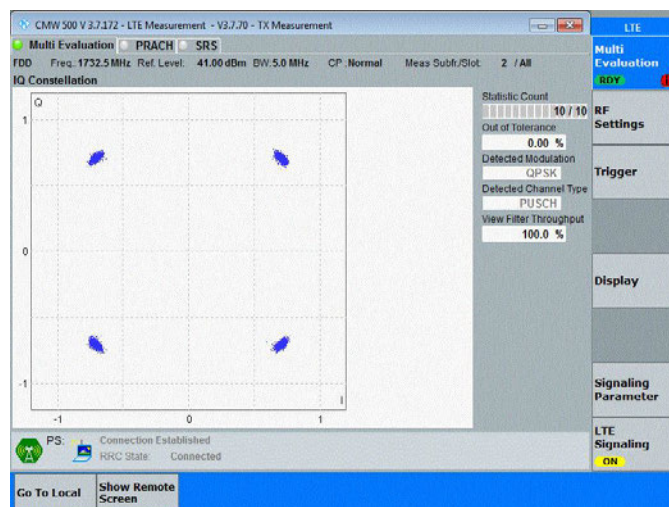 CMW 500 V 3.7.172 - LTE Measurement - V3.7.70 - TX Measurement
LTE
Multi Evaluation PRACH SRS
Multi
Evaluation
RDY
FDD Freq.:1732.5 MHz Ref. Level: 41.00 dBm BW:5.0 MHz CP :Normal Meas Subfr./Slot: 2 / All
IQ Constellation
Q
1
0
-1
I
-1 0 1
Statistic Count
10 / 10
Out of Tolerance
0.00 %
Detected Modulation
QPSK
Detected Channel Type
PUSCH
View Filter Throughput
100.0 %
RF
Settings
Trigger
Display
Signaling
Parameter
LTE
Signaling
ON
PS: Connection Established
RRC State: Connected
Go To Local
Show Remote
Screen